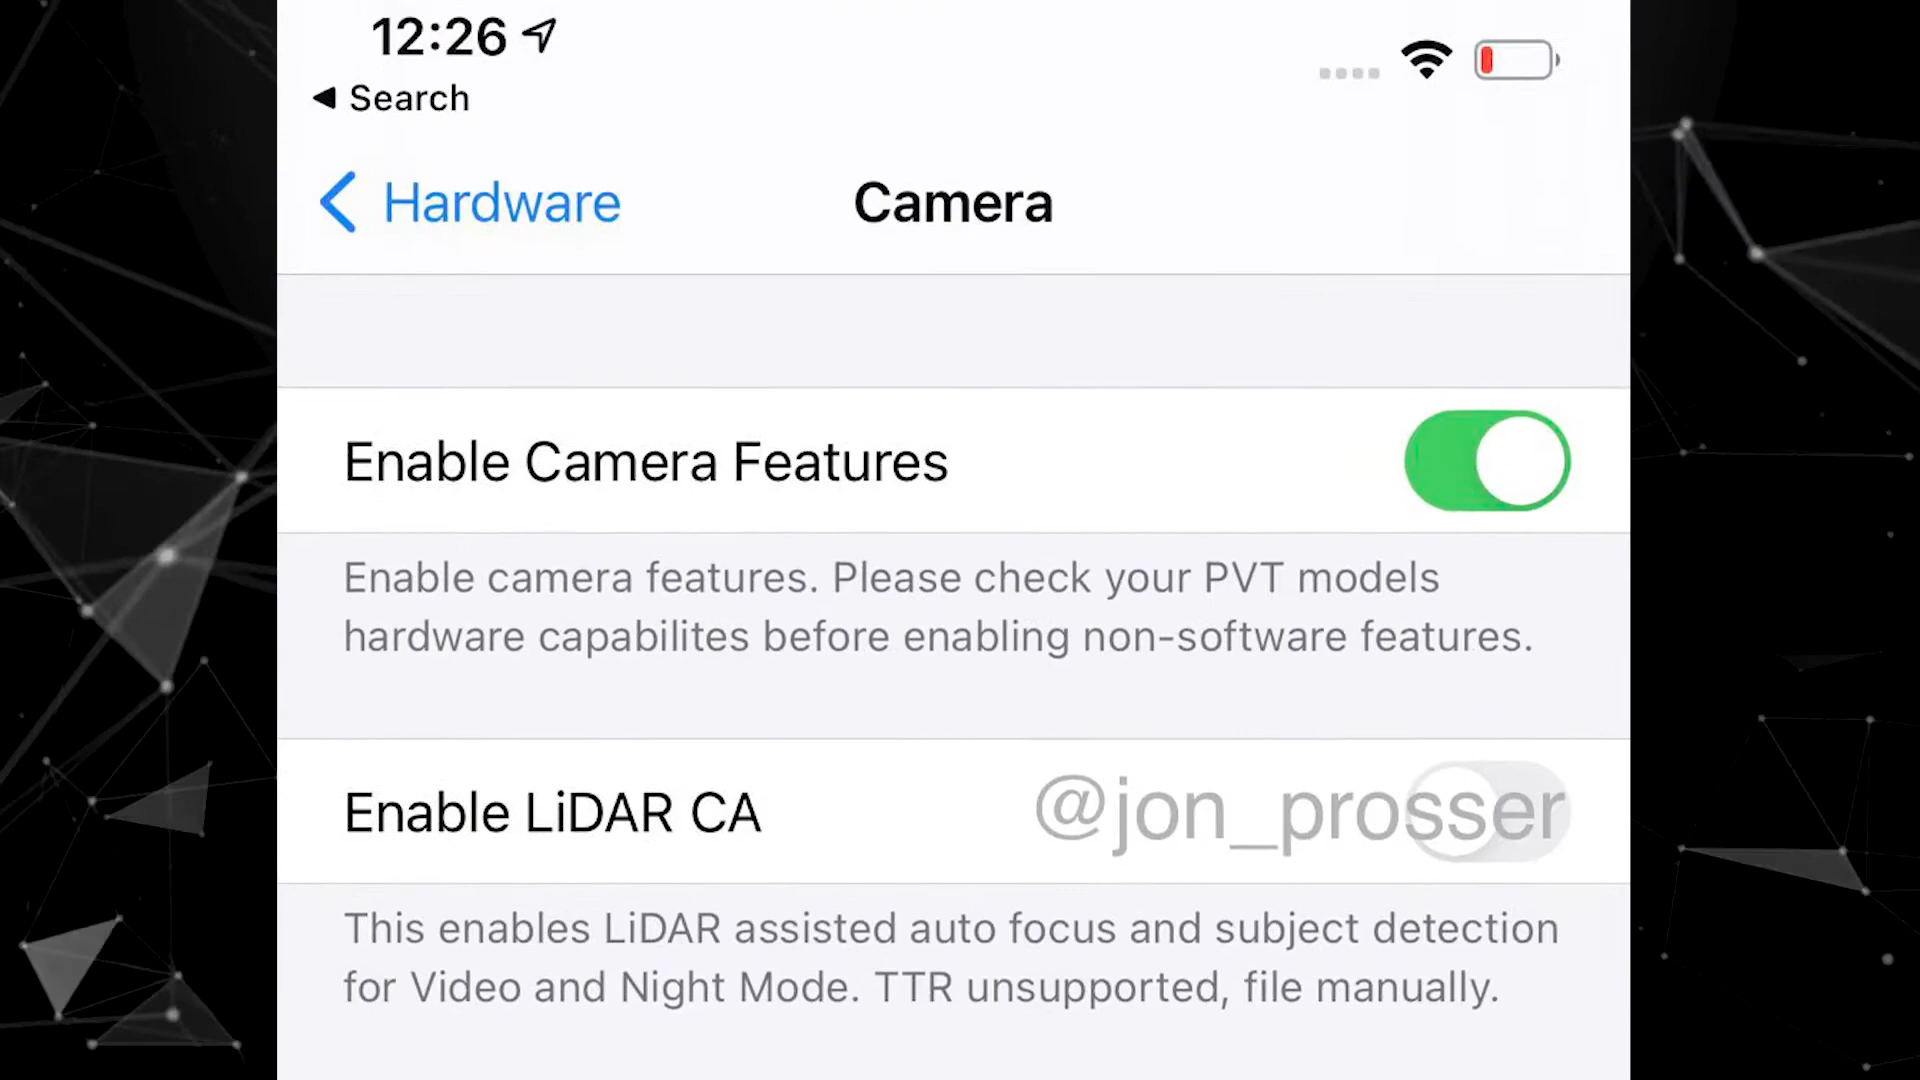 12:26
Search
Hardware
Camera
Enable Camera Features
Enable camera features. Please check your PVT models
hardware capabilites before enabling non-software features.
Enable LiDAR CA
@jon_prosser
This enables LiDAR assisted auto focus and subject detection
for Video and Night Mode. TTR unsupported, file manually.